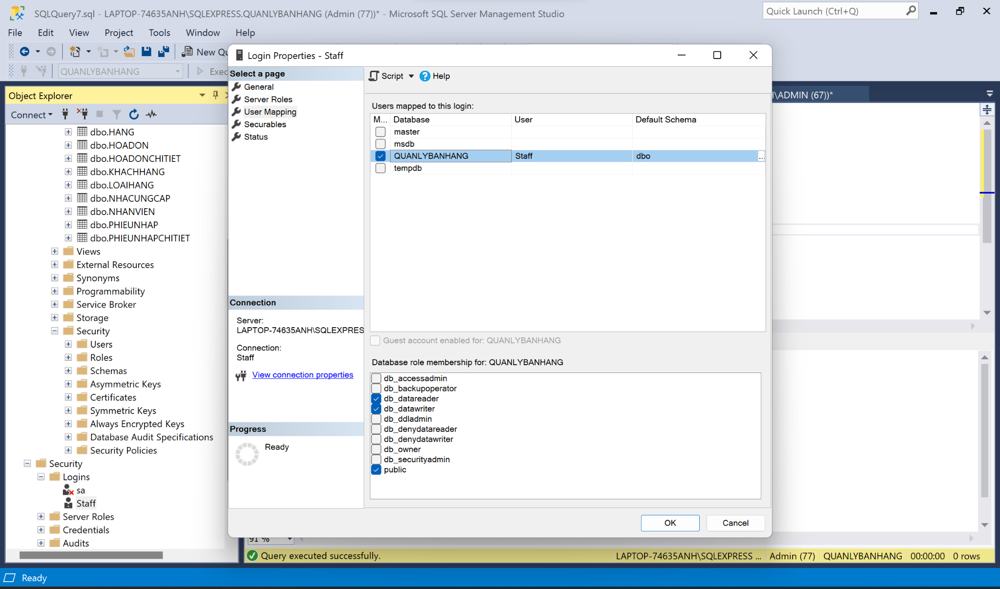 SQLQuery7.sql - LAPTOP-74635ANH\SQLEXPRESS.QUANLYBANHANG (Admin (77))* - Microsoft SQL Server Management Studio
Quick Launch (Ctrl+Q)
File Edit View Project Tools Window Help
New Qu
QUANLYBANHANG
Exec
Object Explorer
Connect
dbo.HANG
dbo.HOADON
dbo.HOADONCHITIET
dbo.KHACHHANG
dbo.LOAIHANG
dbo.NHACUNGCAP
dbo.NHANVIEN
dbo.PHIEUNHAP
dbo.PHIEUNHAPCHITIET
Views
External Resources
Synonyms
Programmability
Service Broker
Storage
Security
Users
Roles
Schemas
Asymmetric Keys
Certificates
Symmetric Keys
Always Encrypted Keys
Database Audit Specifications
Security Policies
Security
Logins
sa
Staff
Server Roles
Credentials
Audits
Login Properties - Staff
Select a page
General
Server Roles
User Mapping
Securables
Status
Connection
Server:
LAPTOP-74635ANH\SQLEXPRES
Connection:
Staff
View connection properties
Progress
Ready
Script Help
Users mapped to this login:
M... Database User Default Schema
master
msdb
QUANLYBANHANG Staff dbo ...
tempdb
Guest account enabled for: QUANLYBANHANG
Database role membership for: QUANLYBANHANG
db_accessadmin
db_backupoperator
db_datareader
db_datawriter
db_ddladmin
db_denydatareader
db_denydatawriter
db_owner
db_securityadmin
public
OK Cancel
H\ADMIN (67))*
91 %
Query executed successfully.
LAPTOP-74635ANH\SQLEXPRESS ... Admin (77) QUANLYBANHANG 00:00:00 0 rows
Ready